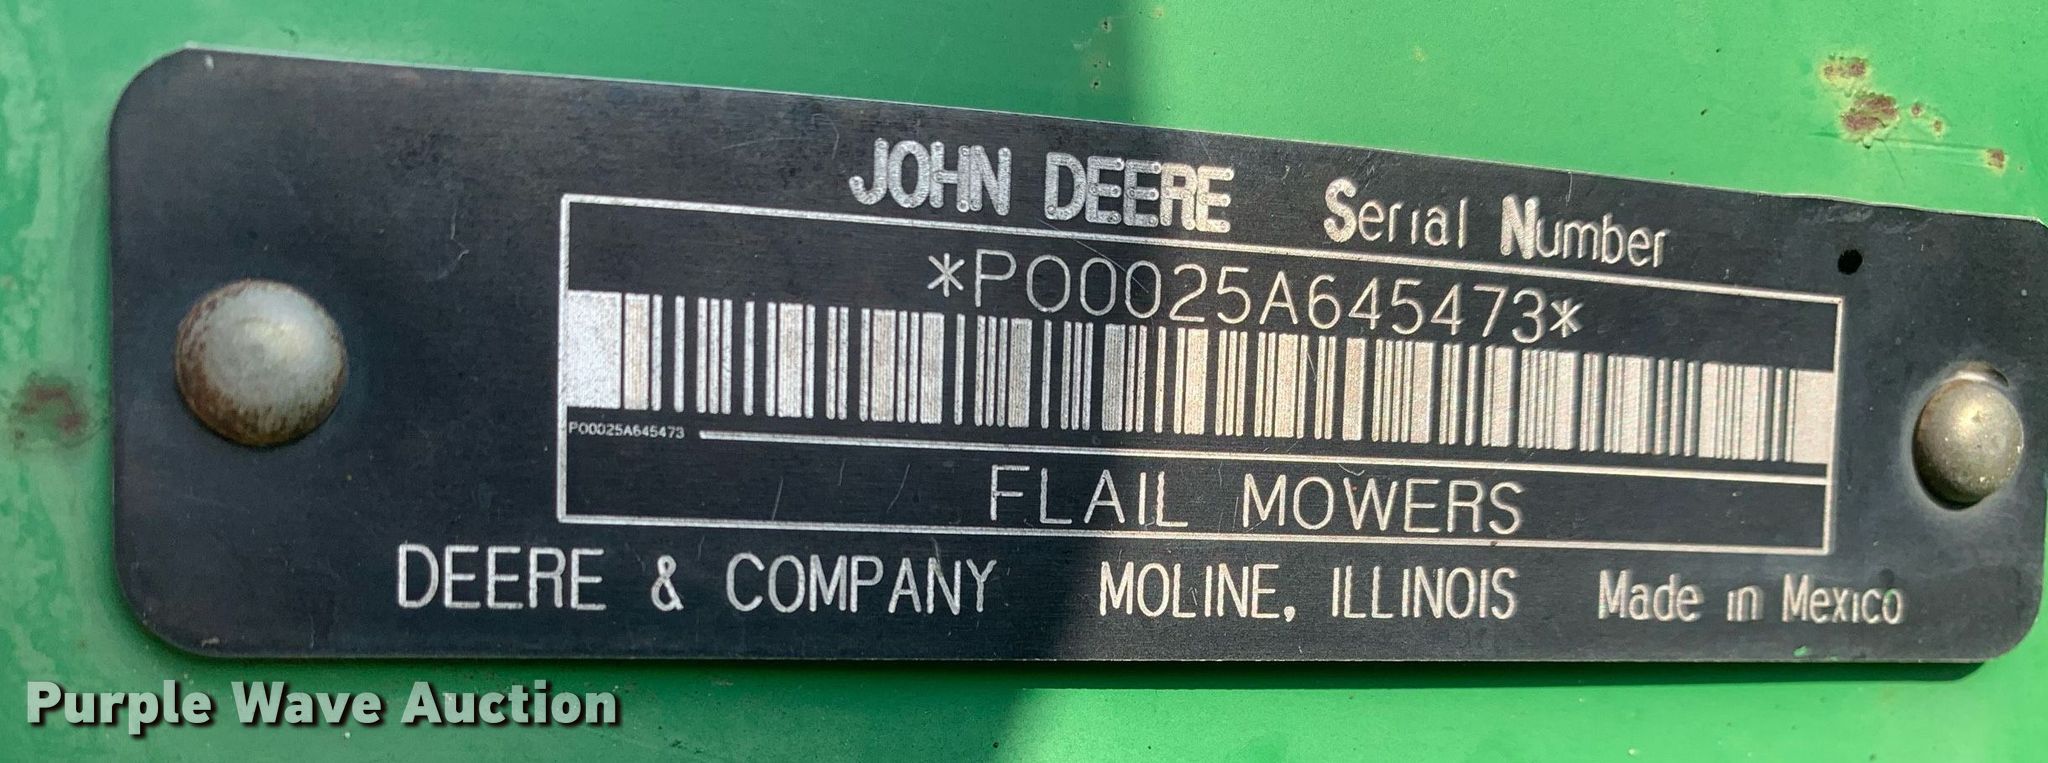 JOHN DEERE Serial Number
*P00025A645473*
P00025A645473
FLAIL MOWERS
DEERE & COMPANY MOLINE, ILLINOIS Made in Mexico
Purple Wave Auction